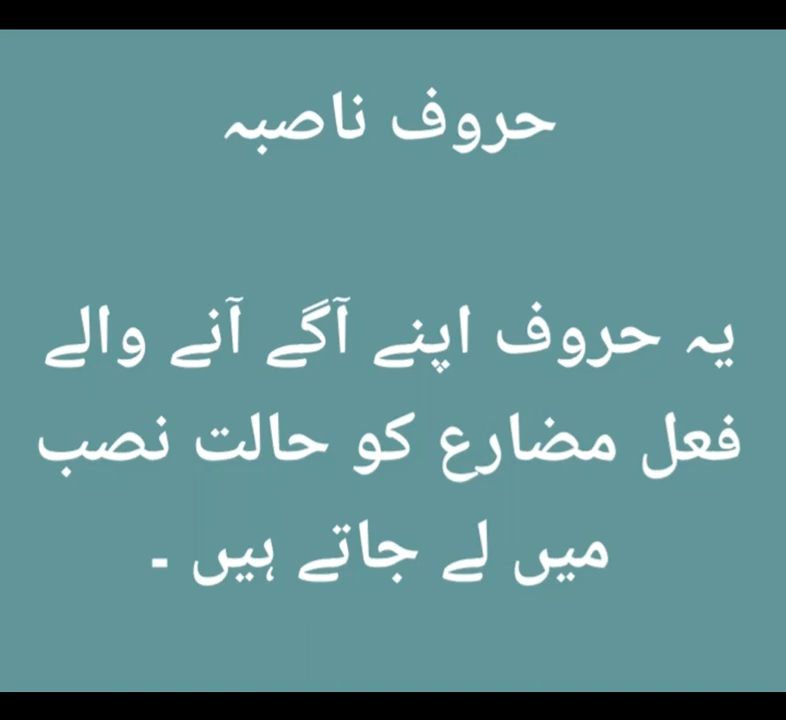 حروف ناصبہ
یہ حروف اپنے آگے آنے والے
فعل مضارع کو حالت نصب
میں لے جاتے ہیں ۔